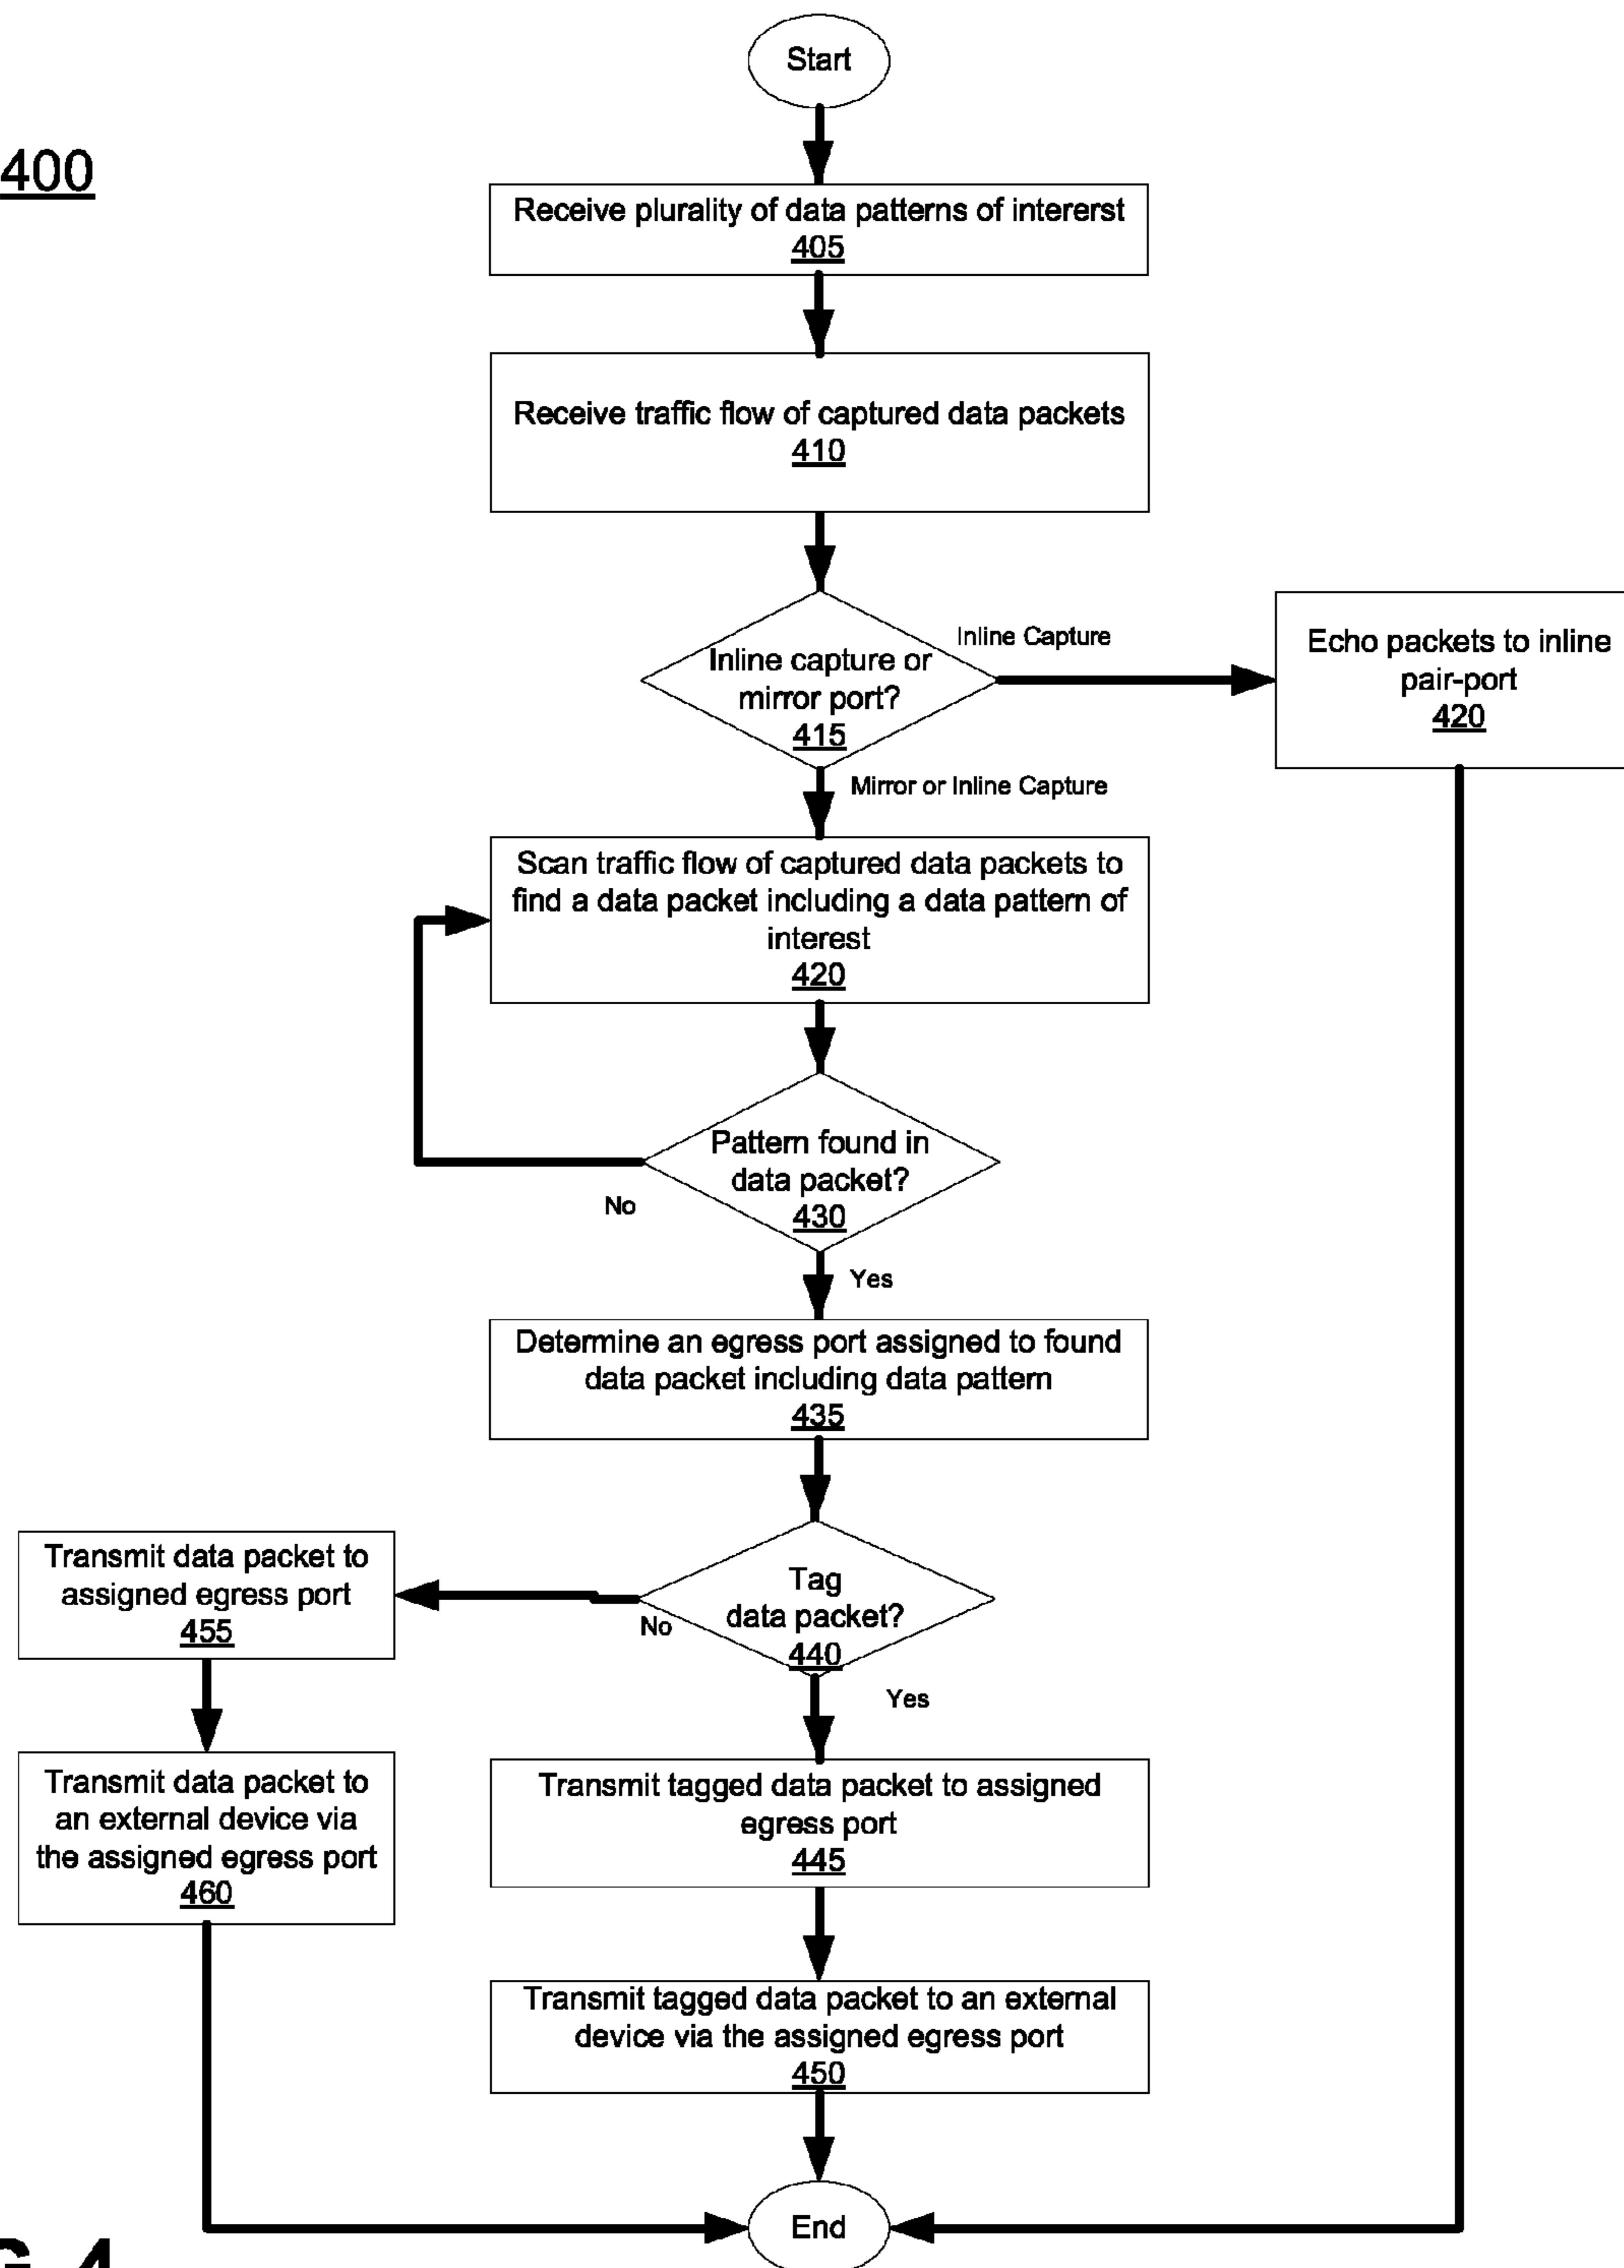 Start
400
Receive plurality of data patterns of intererst
405
Receive traffic flow of captured data packets
410
Inline capture or
mirror port?
415
Inline Capture
Echo packets to inline
pair-port
420
Mirror or Inline Capture
Scan traffic flow of captured data packets to
find a data packet including a data pattern of
interest
420
Pattern found in
data packet?
430
No
Yes
Determine an egress port assigned to found
data packet including data pattern
435
Tag
data packet?
440
No
Yes
Transmit data packet to
assigned egress port
455
Transmit data packet to
an external device via
the assigned egress port
460
Transmit tagged data packet to assigned
egress port
445
Transmit tagged data packet to an external
device via the assigned egress port
450
End
G. 4